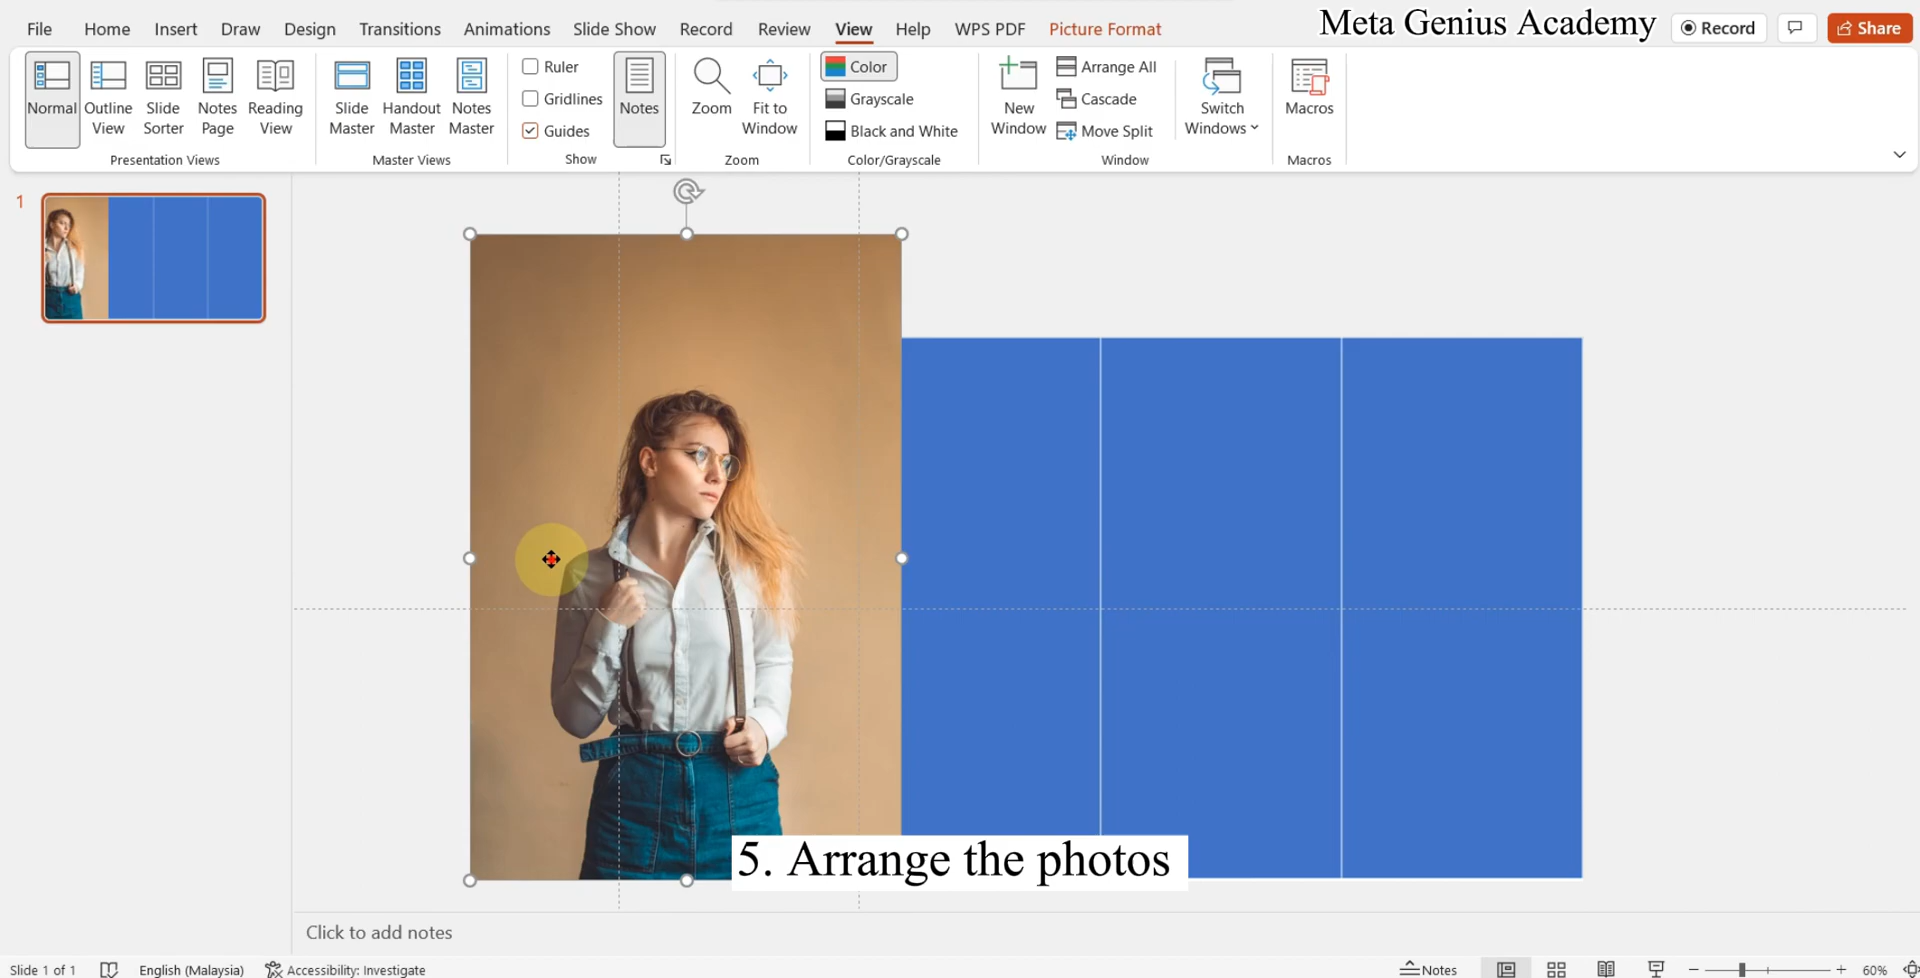 File Home Insert Draw Design Transitions Animations Slide Show Record Review View Help WPS PDF Picture Format Meta Genius Academy Record Share
Normal
Outline View
Slide Sorter
Notes Page
Reading View
Presentation Views
Slide Master
Handout Master
Notes Master
Master Views
Ruler
Gridlines
Guides
Show
Notes
Zoom
Fit to Window
Zoom
Color
Grayscale
Black and White
Color/Grayscale
New Window
Arrange All
Cascade
Move Split
Switch Windows
Window
Macros
Macros
1
5. Arrange the photos
Click to add notes
Slide 1 of 1 English (Malaysia) Accessibility: Investigate Notes 60%